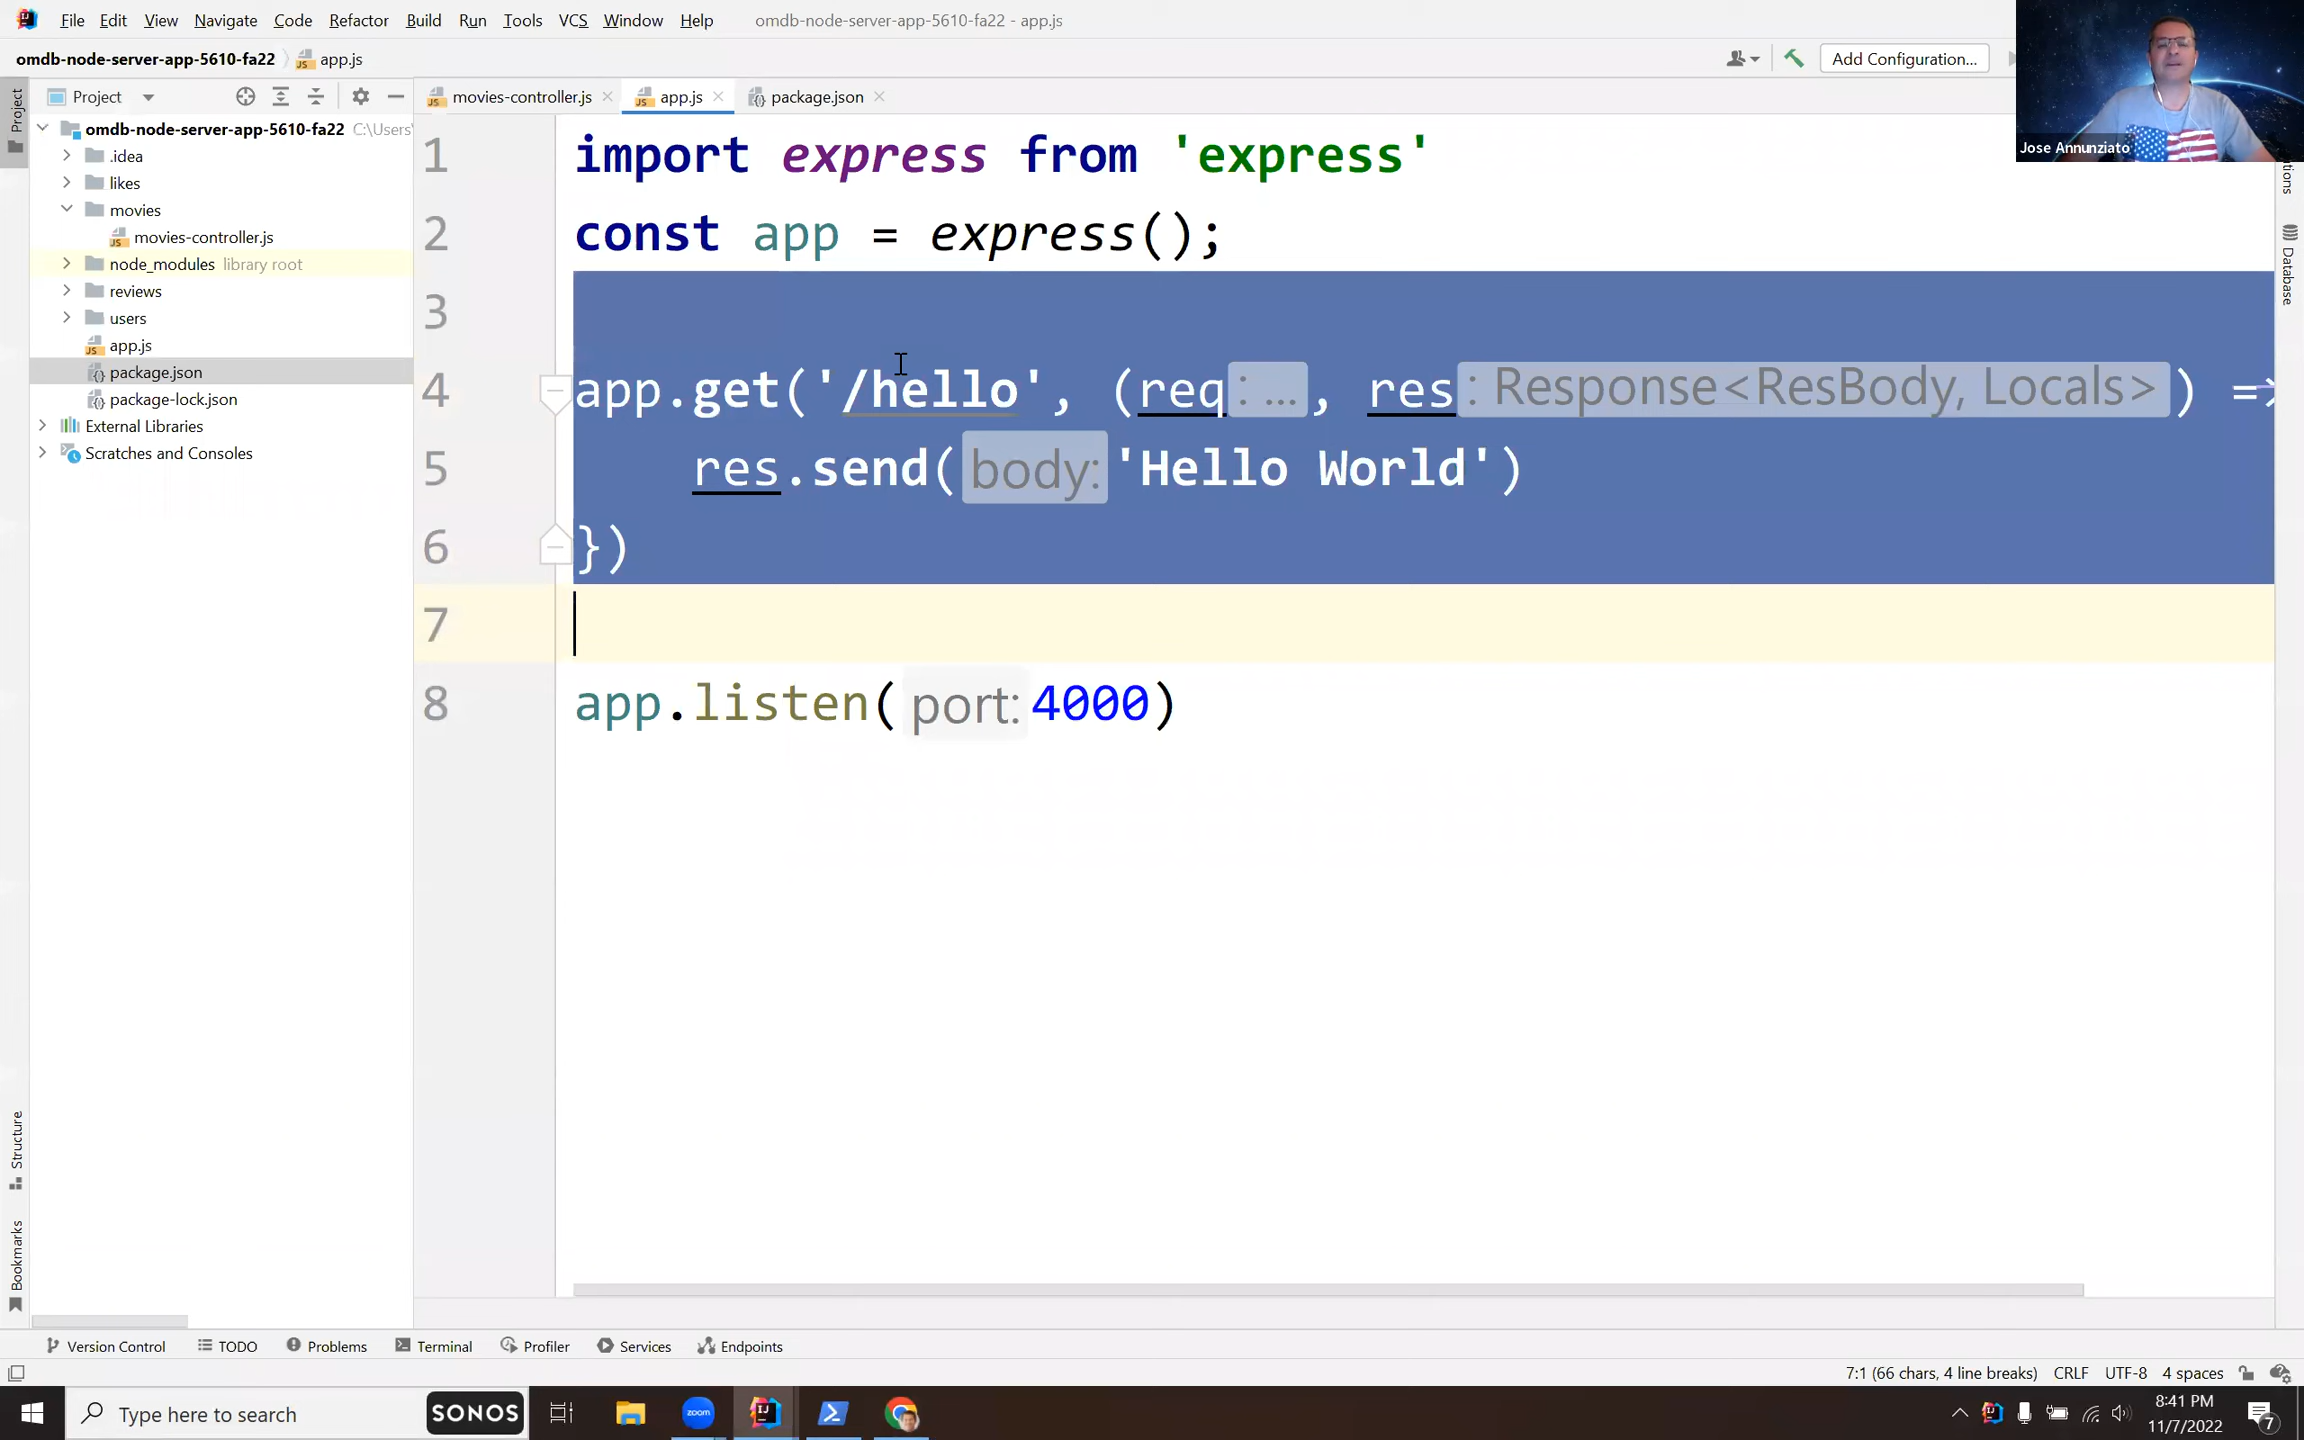 File Edit View Navigate Code Refactor Build Run Tools VCS Window Help omdb-node-server-app-5610-fa22 - app.js
omdb-node-server-app-5610-fa22 app.js
Add Configuration...
Jose Annunziato
Project
movies-controller.js
app.js
package.json
omdb-node-server-app-5610-fa22 C:\Users
.idea
likes
movies
movies-controller.js
node_modules library root
reviews
users
app.js
package.json
package-lock.json
External Libraries
Scratches and Consoles
Project
Structure
Bookmarks
1 import express from 'express'
2 const app = express();
3
4 app.get('/hello', (req: ..., res: Response<ResBody, Locals>) =>
5 res.send(body: 'Hello World')
6 })
7
8 app.listen(port: 4000)
Database
Version Control TODO Problems Terminal Profiler Services Endpoints
7:1 (66 chars, 4 line breaks) CRLF UTF-8 4 spaces
Type here to search
SONOS
zoom
8:41 PM
11/7/2022
7